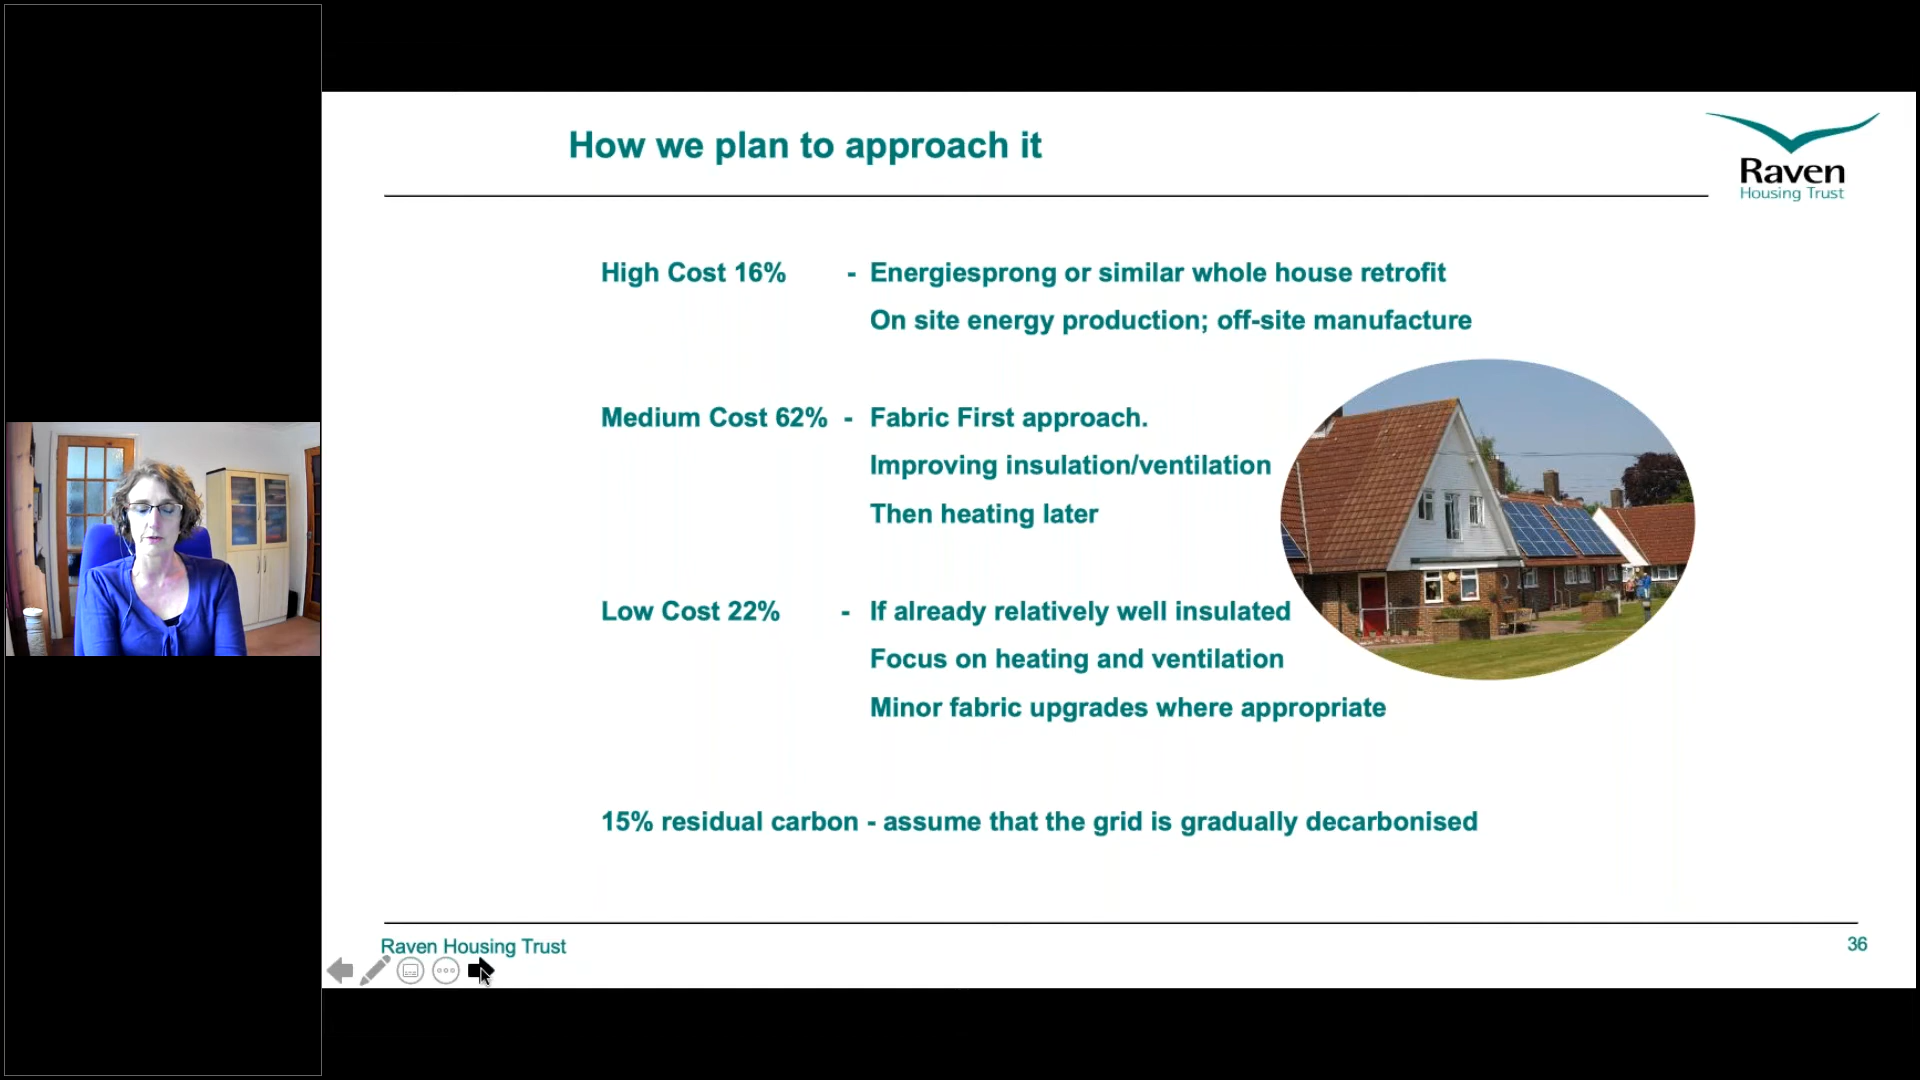 How we plan to approach it
Raven
Housing Trust
High Cost 16% - Energiesprong or similar whole house retrofit
On site energy production; off-site manufacture
Medium Cost 62% - Fabric First approach.
Improving insulation/ventilation
Then heating later
Low Cost 22% - If already relatively well insulated
Focus on heating and ventilation
Minor fabric upgrades where appropriate
15% residual carbon - assume that the grid is gradually decarbonised
Raven Housing Trust
36